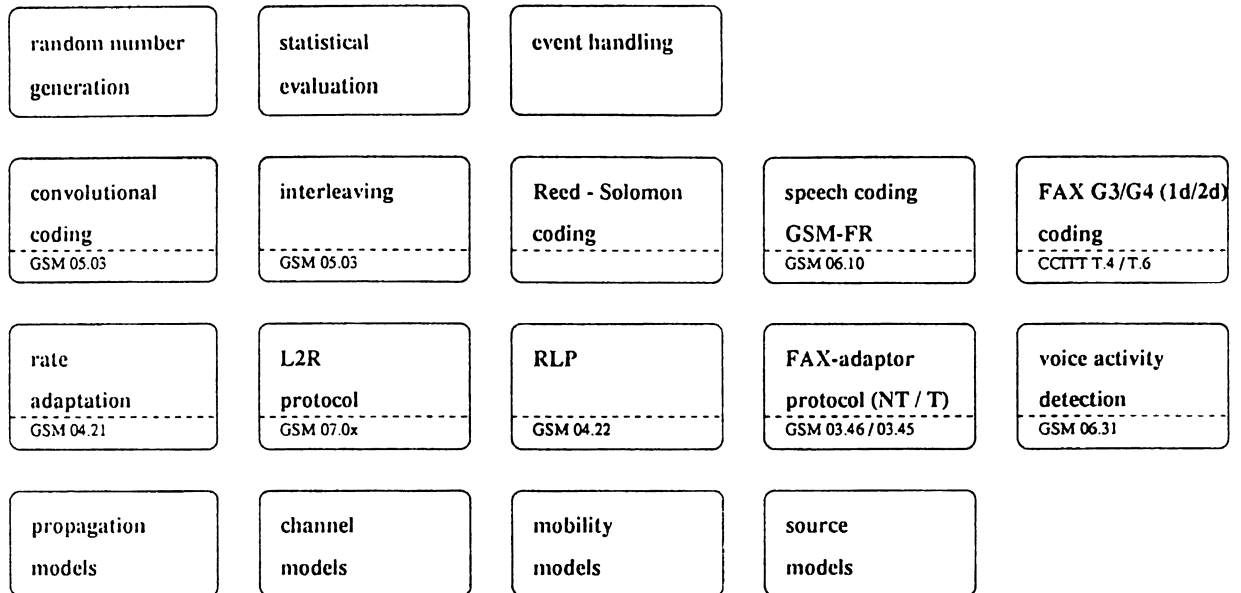 random number
generation
statistical
evaluation
event handling
convolutional
coding
GSM 05.03
interleaving
GSM 05.03
Reed - Solomon
coding
speech coding
GSM-FR
GSM 06.10
FAX G3/G4 (1d/2d)
coding
CCITT T.4 / T.6
rate
adaptation
GSM 04.21
L2R
protocol
GSM 07.0x
RLP
GSM 04.22
FAX-adaptor
protocol (NT / T)
GSM 03.46 / 03.45
voice activity
detection
GSM 06.31
propagation
models
channel
models
mobility
models
source
models